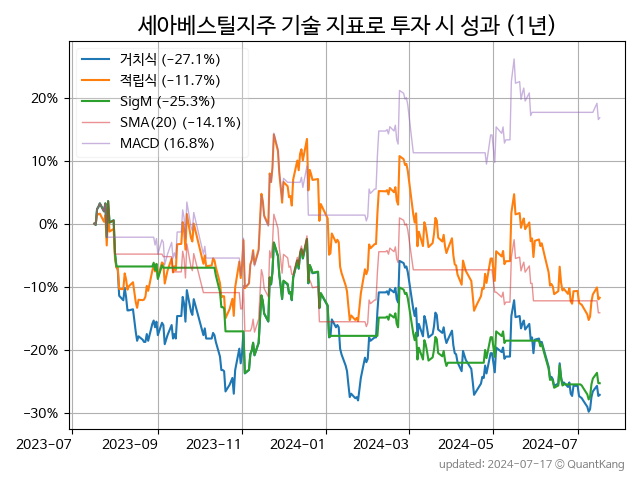 세아베스틸지주 기술 지표로 투자 시 성과 (1년)
거치식 (−27.1%)
적립식 (−11.7%)
SigM (−25.3%)
SMA(20) (−14.1%)
MACD (16.8%)
20%
10%
0%
−10%
−20%
−30%
2023-07 2023-09 2023-11 2024-01 2024-03 2024-05 2024-07
updated: 2024-07-17 © QuantKang